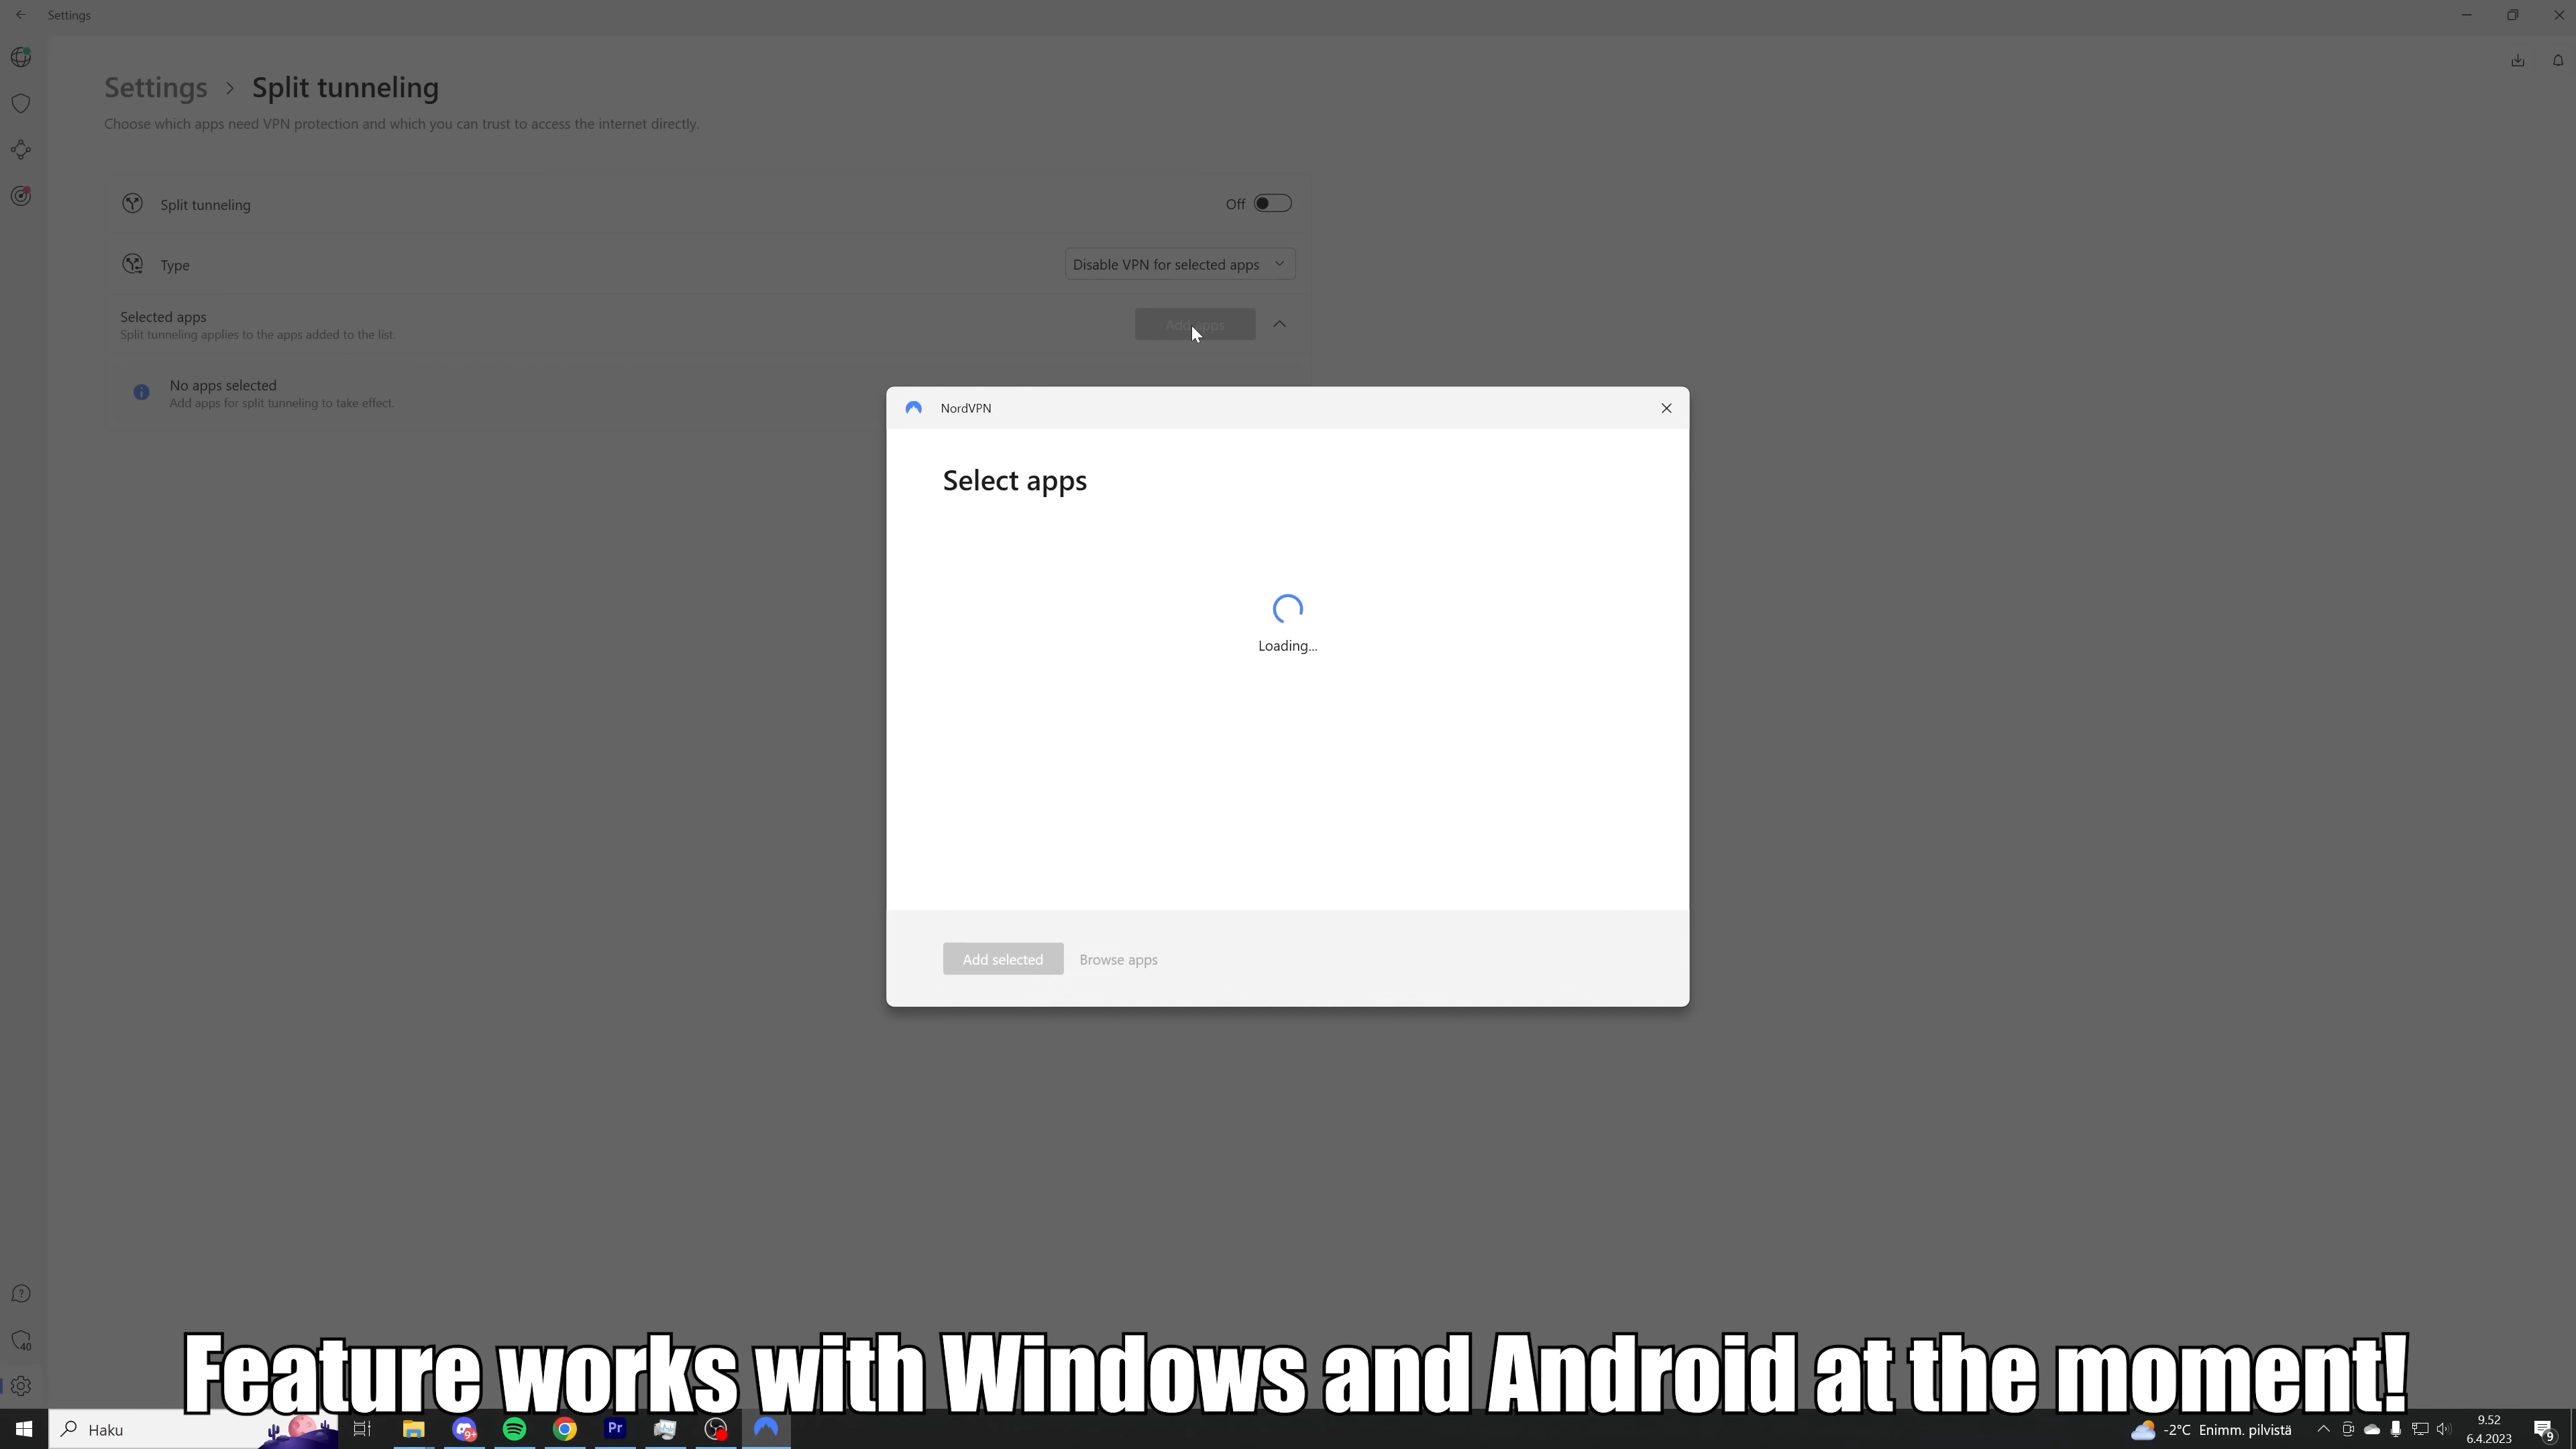 Settings
Settings > Split tunneling
Choose which apps need VPN protection and which you can trust to access the internet directly.
Split tunneling
Off
Type
Disable VPN for selected apps
Selected apps
Split tunneling applies to the apps added to the list.
Add apps
No apps selected
Add apps for split tunneling to take effect.
NordVPN
Select apps
Loading...
Add selected
Browse apps
40
Feature works with Windows and Android at the moment!
Haku
9+
Pr
-2°C Enimm. pilvistä
9.52
6.4.2023
9